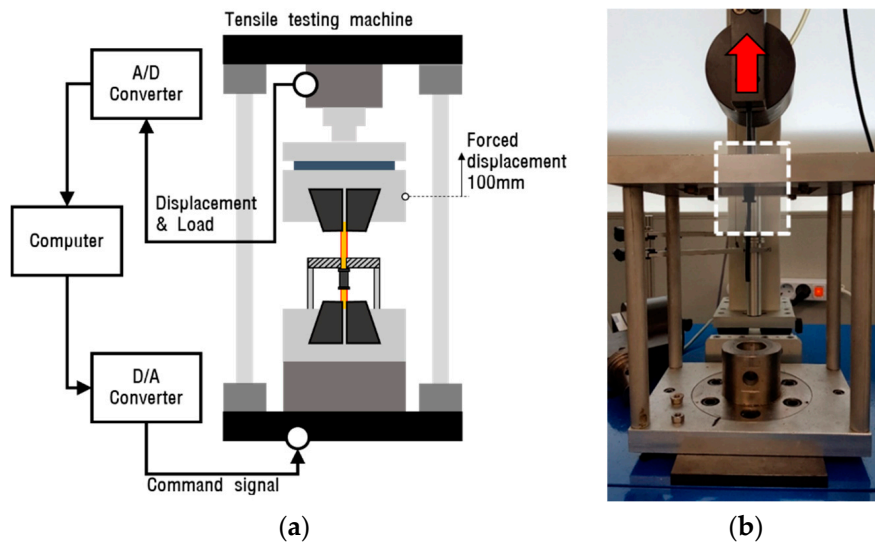 Tensile testing machine
A/D
Converter
Forced
displacement
100mm
Displacement
& Load
Computer
D/A
Converter
Command signal
(a)
(b)